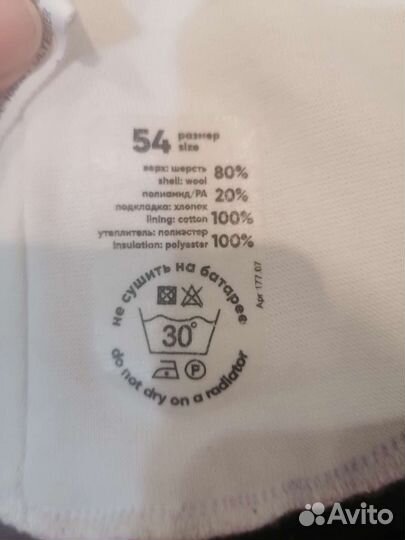 54 размер
size
верх: шерсть 80%
shell: wool
полиамид/PA 20%
подкладка: хлопок
lining: cotton 100%
утеплитель: полиэстер
insulation: polyester 100%
не сушить на батарее
30°
P
do not dry on a radiator
Арт 177.07
Avito